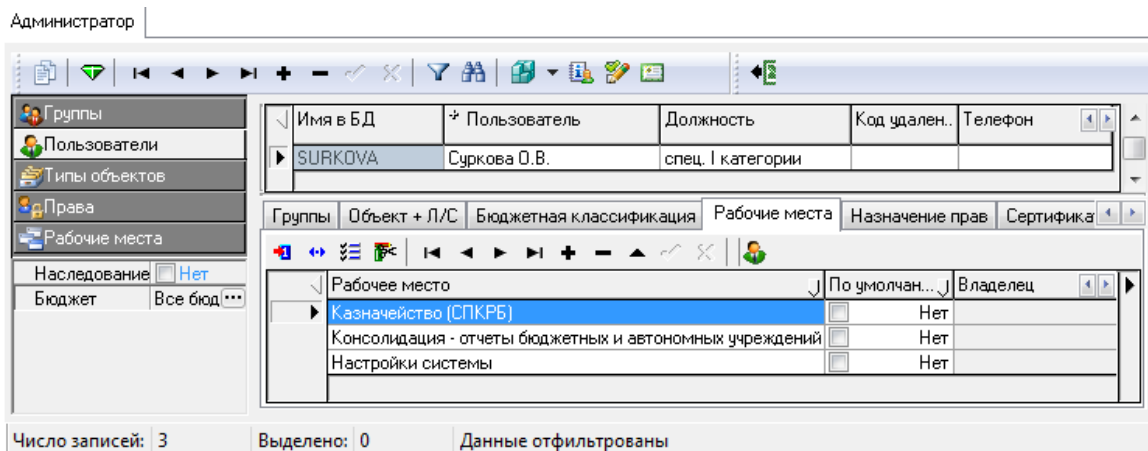 Администратор
Группы
Пользователи
Типы объектов
Права
Рабочие места
Наследование Нет
Бюджет Все бюд
Имя в БД Пользователь Должность Код удален.. Телефон
SURKOVA Суркова О.В. спец. I категории
Группы Объект + Л/С Бюджетная классификация Рабочие места Назначение прав Сертифика
Рабочее место По умолчан... Владелец
Казначейство (СПКРБ) Нет
Консолидация - отчеты бюджетных и автономных учреждений Нет
Настройки системы Нет
Число записей: 3 Выделено: 0 Данные отфильтрованы